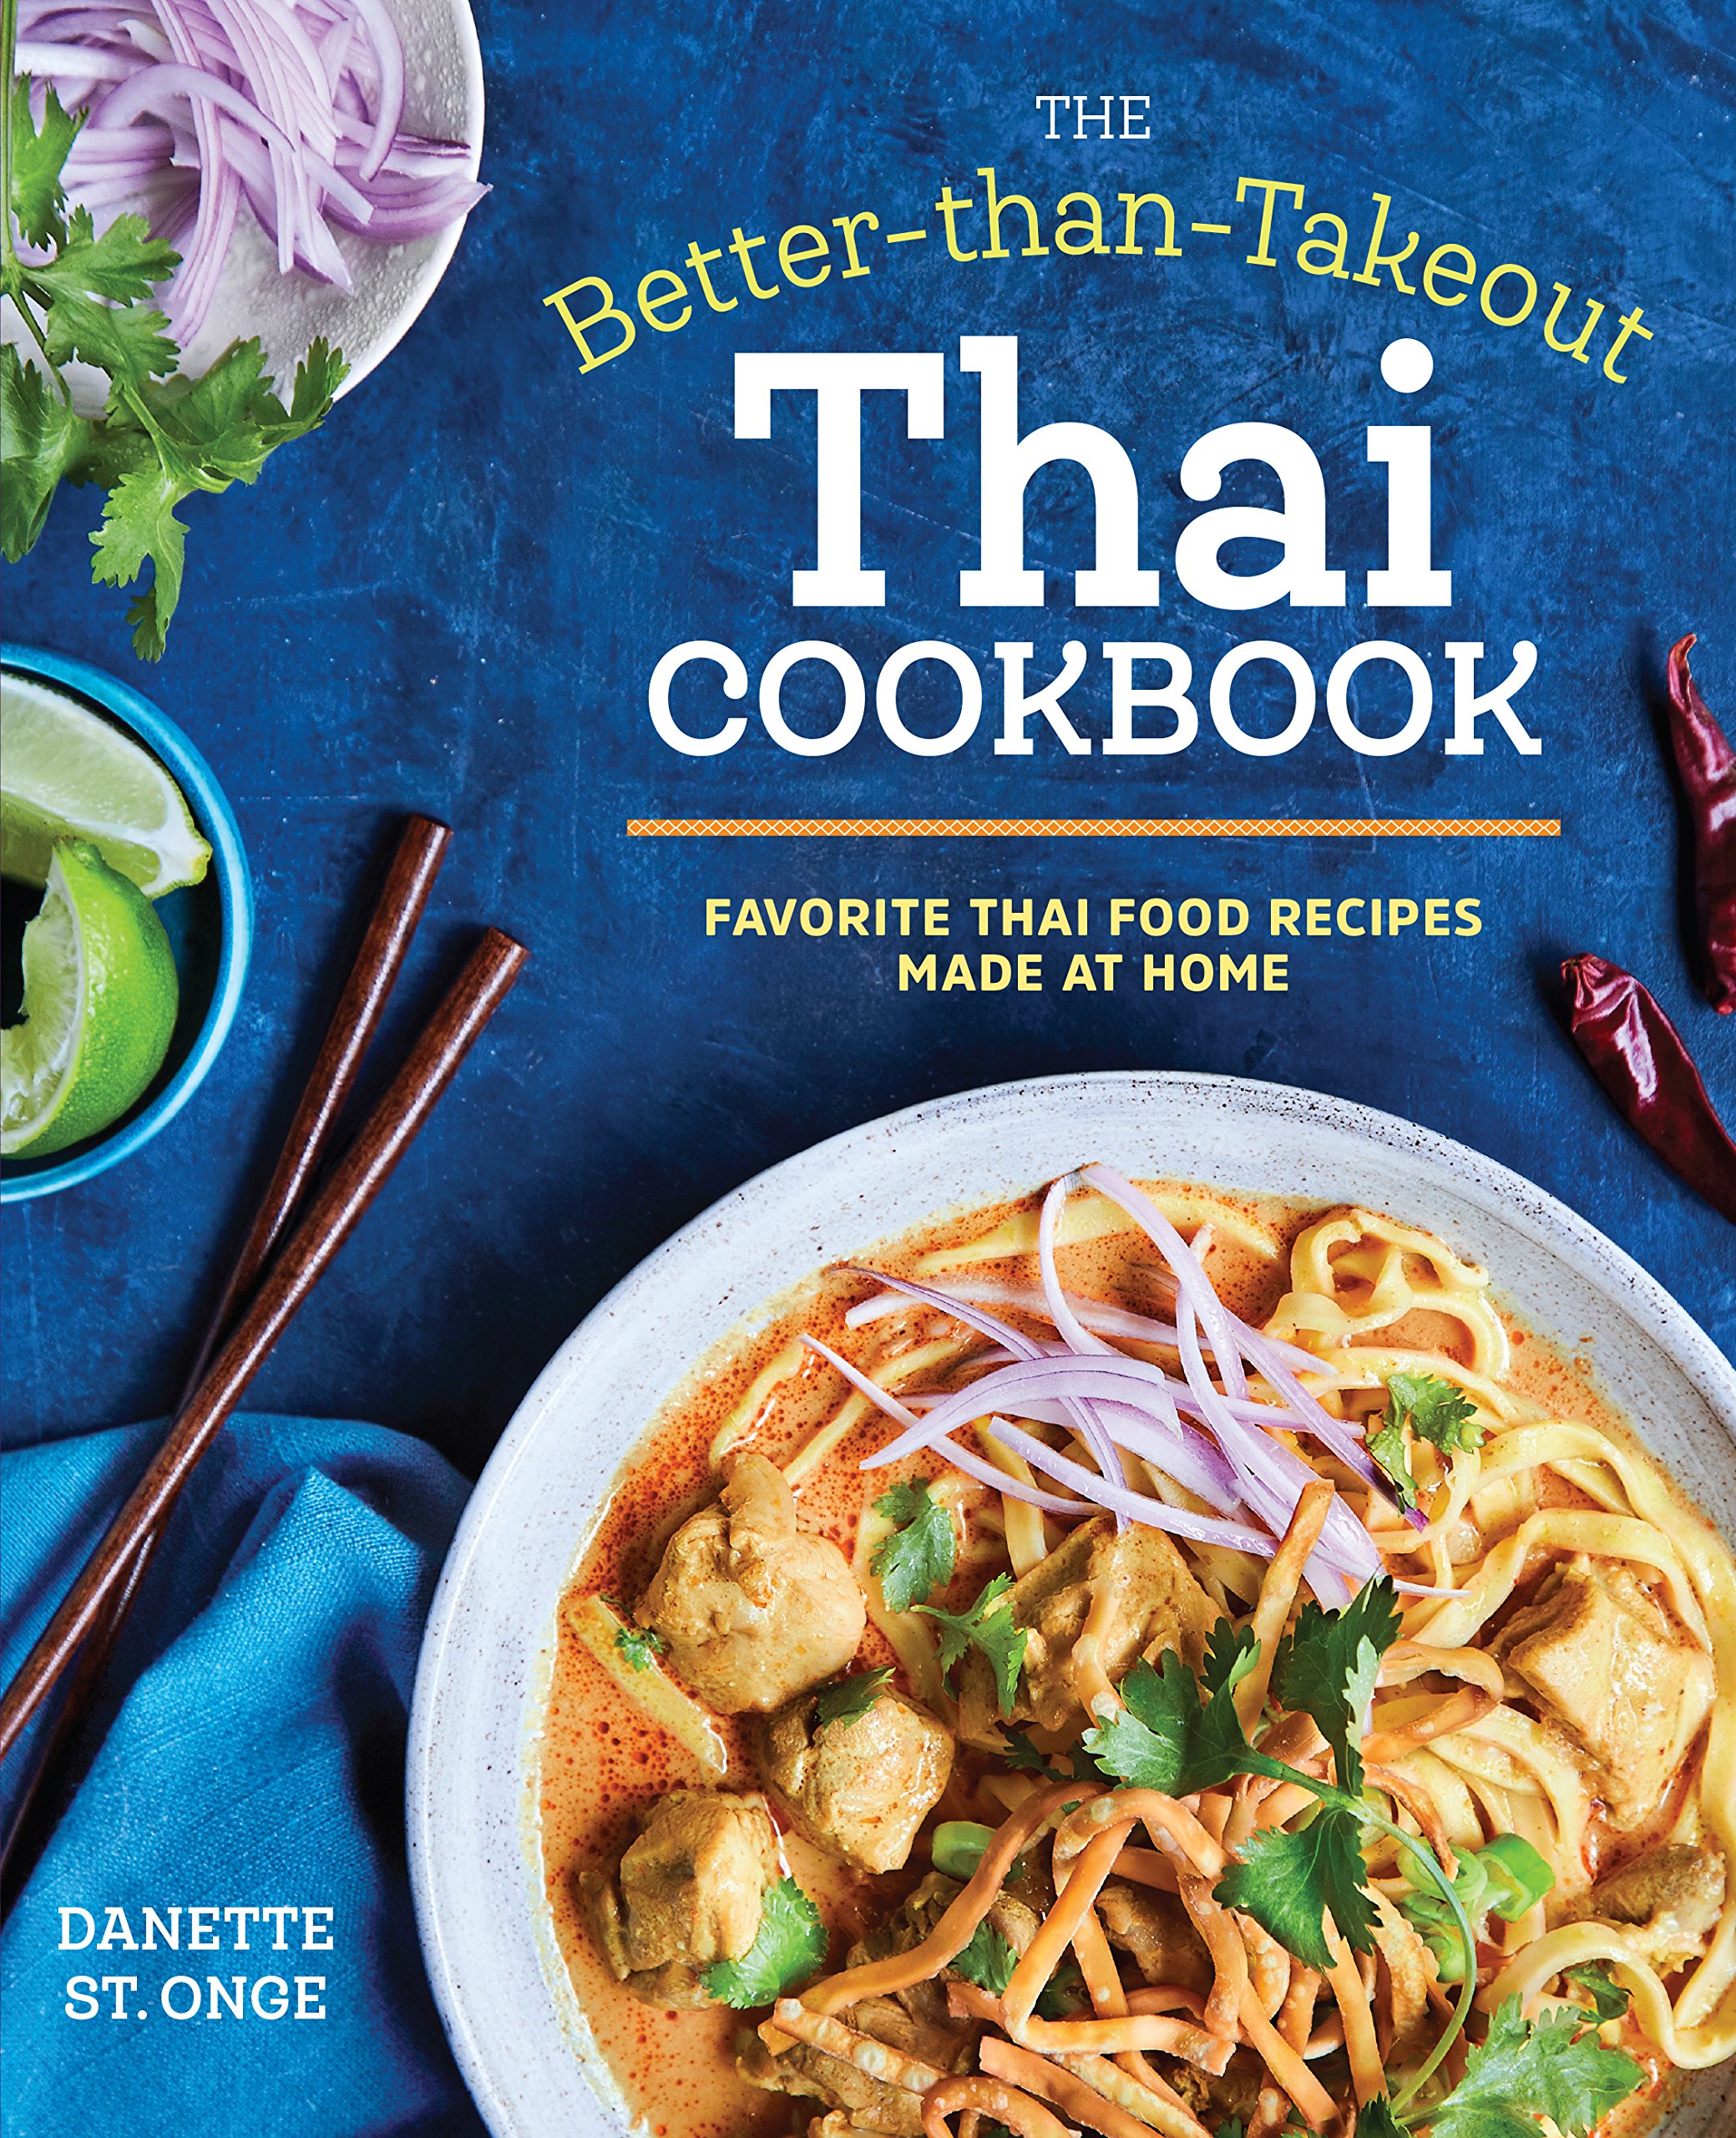 THE
Better-than-Takeout
Thai
COOKBOOK
FAVORITE THAI FOOD RECIPES
MADE AT HOME
DANETTE
ST. ONGE